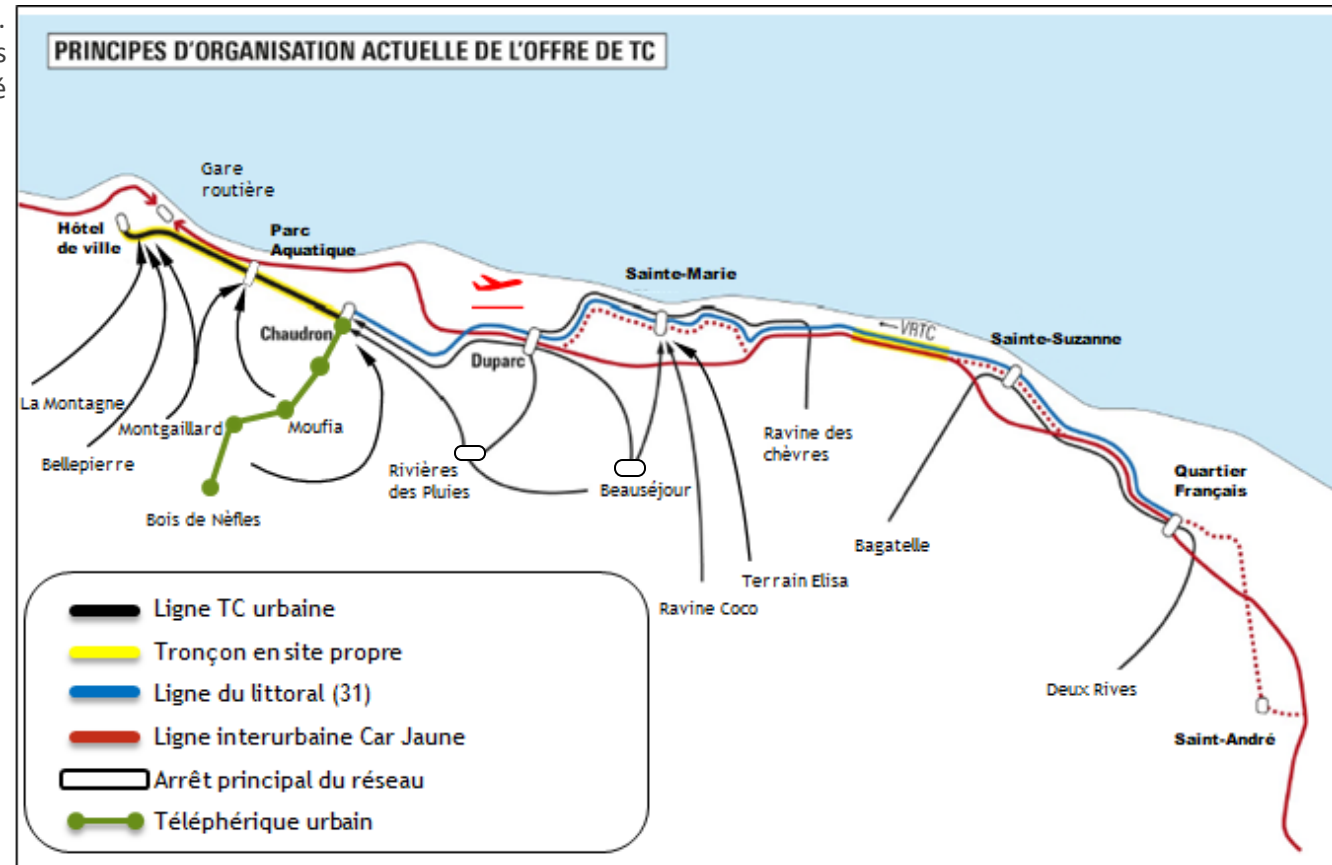 .
s
é
PRINCIPES D'ORGANISATION ACTUELLE DE L'OFFRE DE TC
Gare
routière
Hôtel
de ville
Parc
Aquatique
Sainte-Marie
←VRTC
Sainte-Suzanne
Chaudron
Duparc
La Montagne
Montgaillard
Moufia
Bellepierre
Rivières
des Pluies
Beauséjour
Ravine des
chèvres
Quartier
Français
Bois de Nèfles
Bagatelle
Terrain Elisa
Ravine Coco
Deux Rives
Saint-André
Ligne TC urbaine
Tronçon en site propre
Ligne du littoral (31)
Ligne interurbaine Car Jaune
Arrêt principal du réseau
Téléphérique urbain